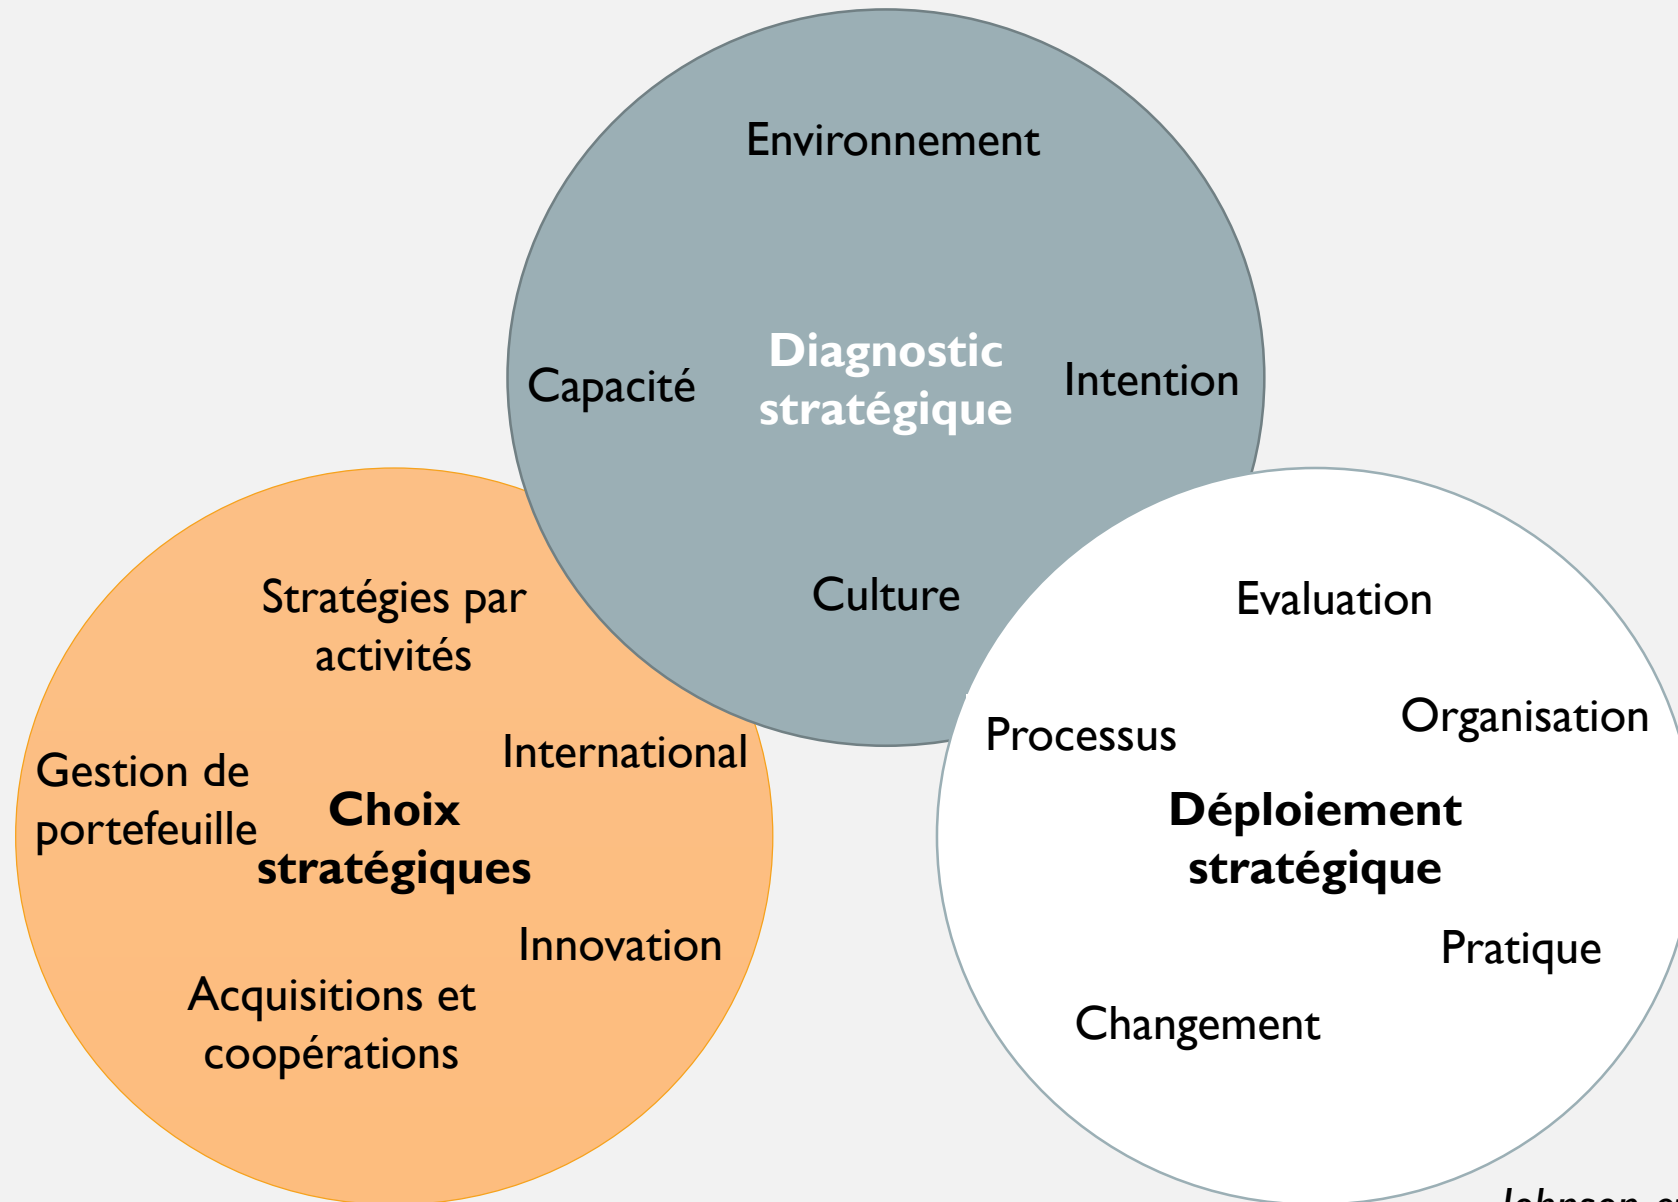 Environnement
Diagnostic
stratégique
Capacité
Intention
Culture
Stratégies par
activités
International
Gestion de
portefeuille
Choix
stratégiques
Innovation
Acquisitions et
coopérations
Evaluation
Organisation
Processus
Déploiement
stratégique
Pratique
Changement